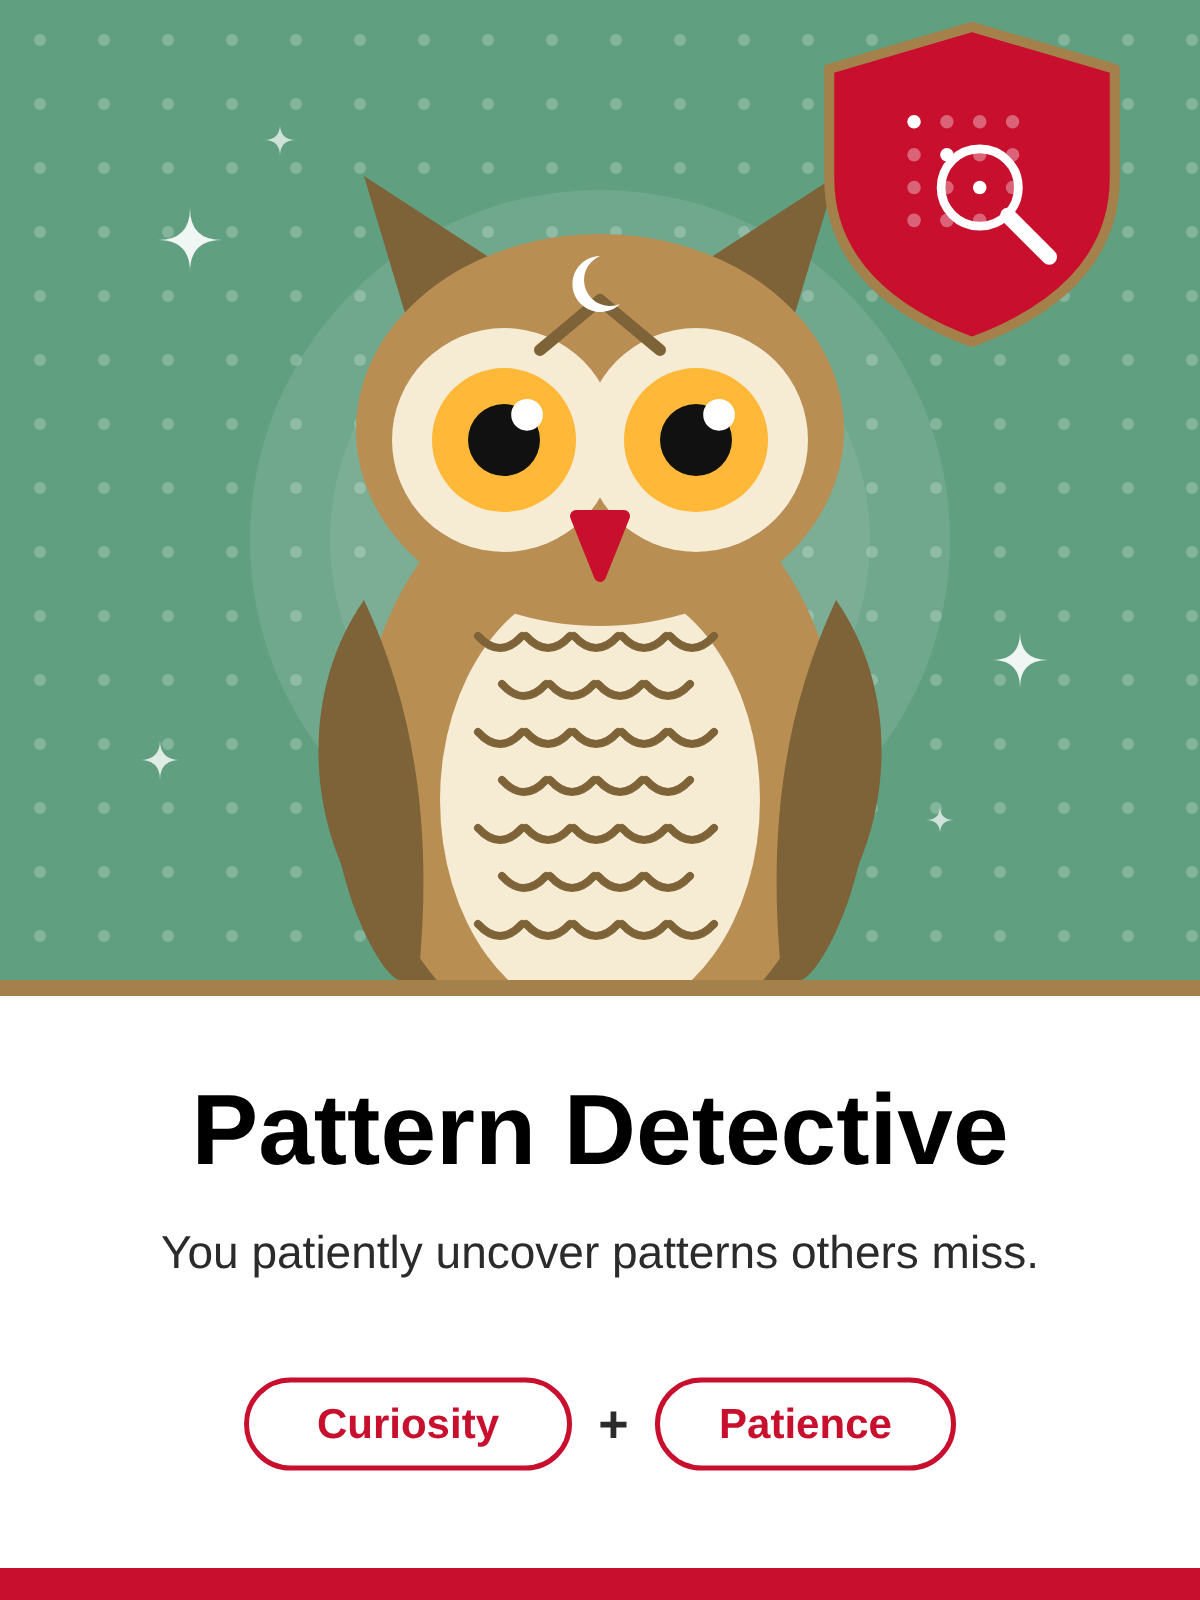 Pattern Detective
You patiently uncover patterns others miss.
Curiosity + Patience